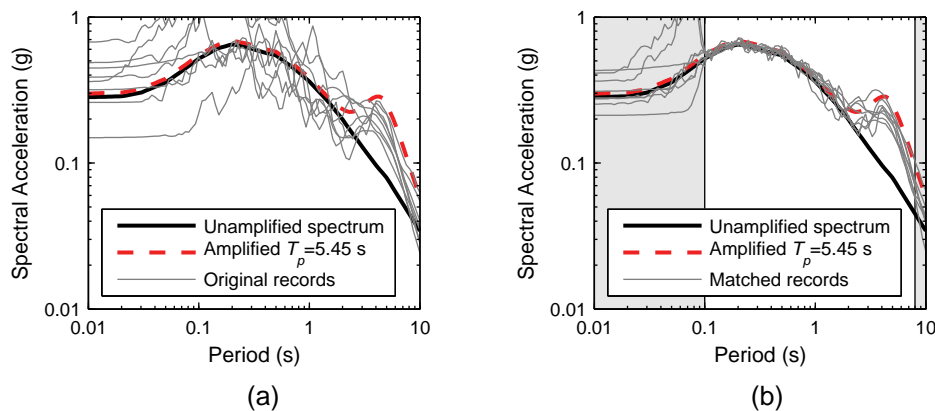 1
0.1
0.01
Spectral Acceleration (g)
Unamplified spectrum
Amplified Tp=5.45 s
Original records
0.01 0.1 1 10
Period (s)
(a)
1
0.1
0.01
Spectral Acceleration (g)
Unamplified spectrum
Amplified Tp=5.45 s
Matched records
0.01 0.1 1 10
Period (s)
(b)